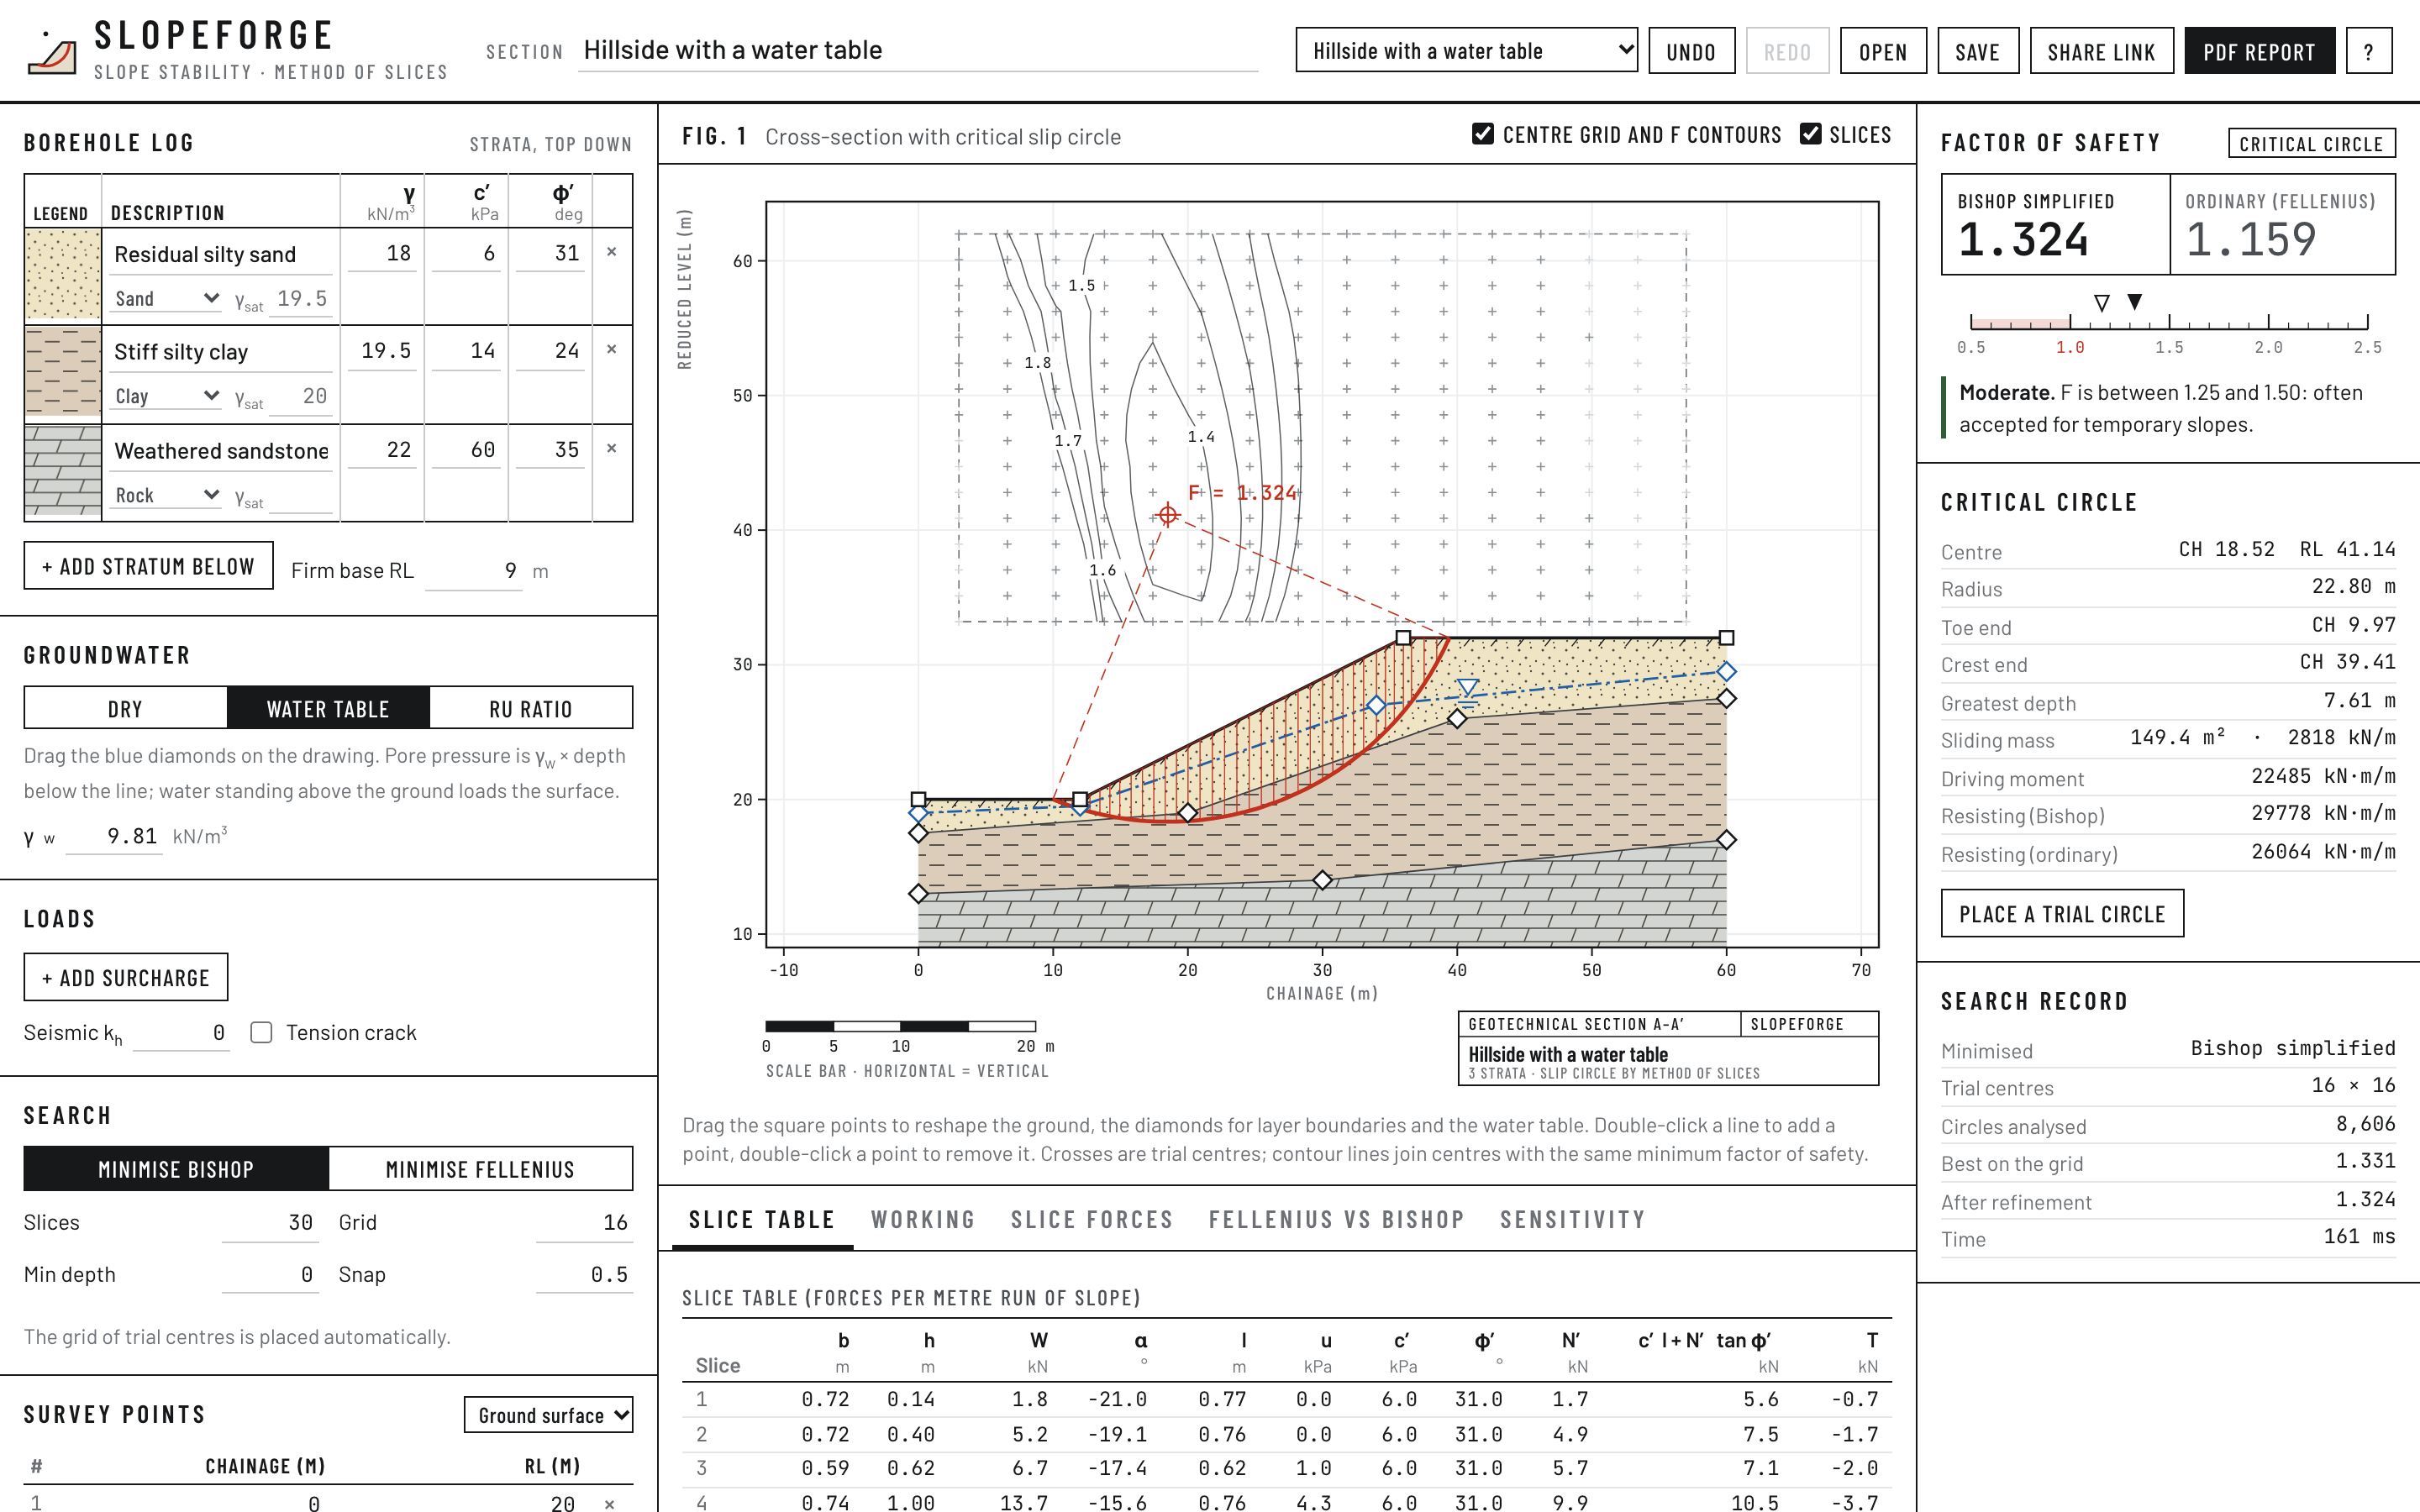 SLOPEFORGE
SLOPE STABILITY · METHOD OF SLICES
SECTION Hillside with a water table
Hillside with a water table UNDO REDO OPEN SAVE SHARE LINK PDF REPORT ?
BOREHOLE LOG STRATA, TOP DOWN
LEGEND DESCRIPTION γ kN/m³ c′ kPa ϕ′ deg
Residual silty sand 18 6 31 ×
Sand γsat 19.5
Stiff silty clay 19.5 14 24 ×
Clay γsat 20
Weathered sandstone 22 60 35 ×
Rock γsat
+ ADD STRATUM BELOW Firm base RL 9 m
GROUNDWATER
DRY WATER TABLE RU RATIO
Drag the blue diamonds on the drawing. Pore pressure is γw × depth
below the line; water standing above the ground loads the surface.
γ w 9.81 kN/m³
LOADS
+ ADD SURCHARGE
Seismic kh 0 Tension crack
SEARCH
MINIMISE BISHOP MINIMISE FELLENIUS
Slices 30 Grid 16
Min depth 0 Snap 0.5
The grid of trial centres is placed automatically.
SURVEY POINTS Ground surface
# CHAINAGE (M) RL (M)
1 0 20 ×
FIG. 1 Cross-section with critical slip circle CENTRE GRID AND F CONTOURS SLICES
REDUCED LEVEL (m)
60
50
40
30
20
10
1.5
1.8
1.7
1.4
F = 1.324
1.6
-10 0 10 20 30 40 50 60 70
CHAINAGE (m)
0 5 10 20 m
SCALE BAR · HORIZONTAL = VERTICAL
GEOTECHNICAL SECTION A–A′ SLOPEFORGE
Hillside with a water table
3 STRATA · SLIP CIRCLE BY METHOD OF SLICES
Drag the square points to reshape the ground, the diamonds for layer boundaries and the water table. Double-click a line to add a
point, double-click a point to remove it. Crosses are trial centres; contour lines join centres with the same minimum factor of safety.
SLICE TABLE WORKING SLICE FORCES FELLENIUS VS BISHOP SENSITIVITY
SLICE TABLE (FORCES PER METRE RUN OF SLOPE)
b h W α l u c′ ϕ′ N′ c′ l + N′ tan ϕ′ T
Slice m m kN ° m kPa kPa ° kN kN kN
1 0.72 0.14 1.8 -21.0 0.77 0.0 6.0 31.0 1.7 5.6 -0.7
2 0.72 0.40 5.2 -19.1 0.76 0.0 6.0 31.0 4.9 7.5 -1.7
3 0.59 0.62 6.7 -17.4 0.62 1.0 6.0 31.0 5.7 7.1 -2.0
4 0.74 1.00 13.7 -15.6 0.76 4.3 6.0 31.0 9.9 10.5 -3.7
FACTOR OF SAFETY CRITICAL CIRCLE
BISHOP SIMPLIFIED ORDINARY (FELLENIUS)
1.324 1.159
0.5 1.0 1.5 2.0 2.5
Moderate. F is between 1.25 and 1.50: often
accepted for temporary slopes.
CRITICAL CIRCLE
Centre CH 18.52 RL 41.14
Radius 22.80 m
Toe end CH 9.97
Crest end CH 39.41
Greatest depth 7.61 m
Sliding mass 149.4 m² · 2818 kN/m
Driving moment 22485 kN·m/m
Resisting (Bishop) 29778 kN·m/m
Resisting (ordinary) 26064 kN·m/m
PLACE A TRIAL CIRCLE
SEARCH RECORD
Minimised Bishop simplified
Trial centres 16 × 16
Circles analysed 8,606
Best on the grid 1.331
After refinement 1.324
Time 161 ms